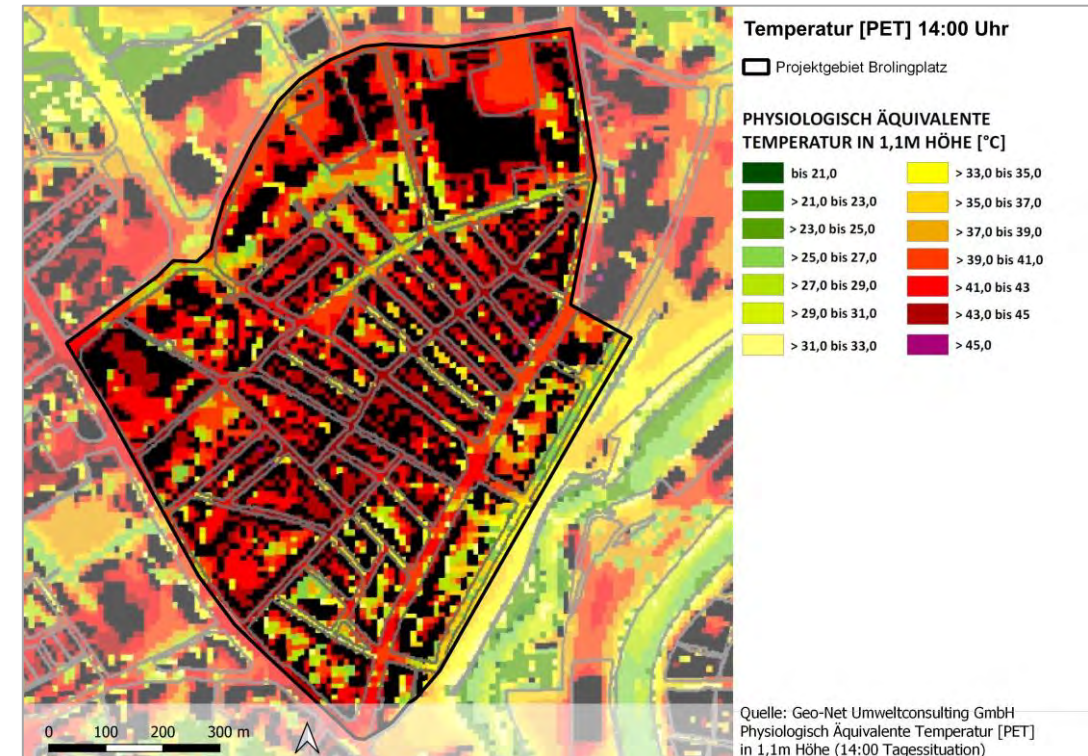 Temperatur [PET] 14:00 Uhr
Projektgebiet Brolingplatz
PHYSIOLOGISCH ÄQUIVALENTE
TEMPERATUR IN 1,1M HÖHE [°C]
bis 21,0
> 21,0 bis 23,0
> 23,0 bis 25,0
> 25,0 bis 27,0
> 27,0 bis 29,0
> 29,0 bis 31,0
> 31,0 bis 33,0
> 33,0 bis 35,0
> 35,0 bis 37,0
> 37,0 bis 39,0
> 39,0 bis 41,0
> 41,0 bis 43
> 43,0 bis 45
> 45,0
0 100 200 300 m
Quelle: Geo-Net Umweltconsulting GmbH
Physiologisch Äquivalente Temperatur [PET]
in 1,1m Höhe (14:00 Tagessituation)